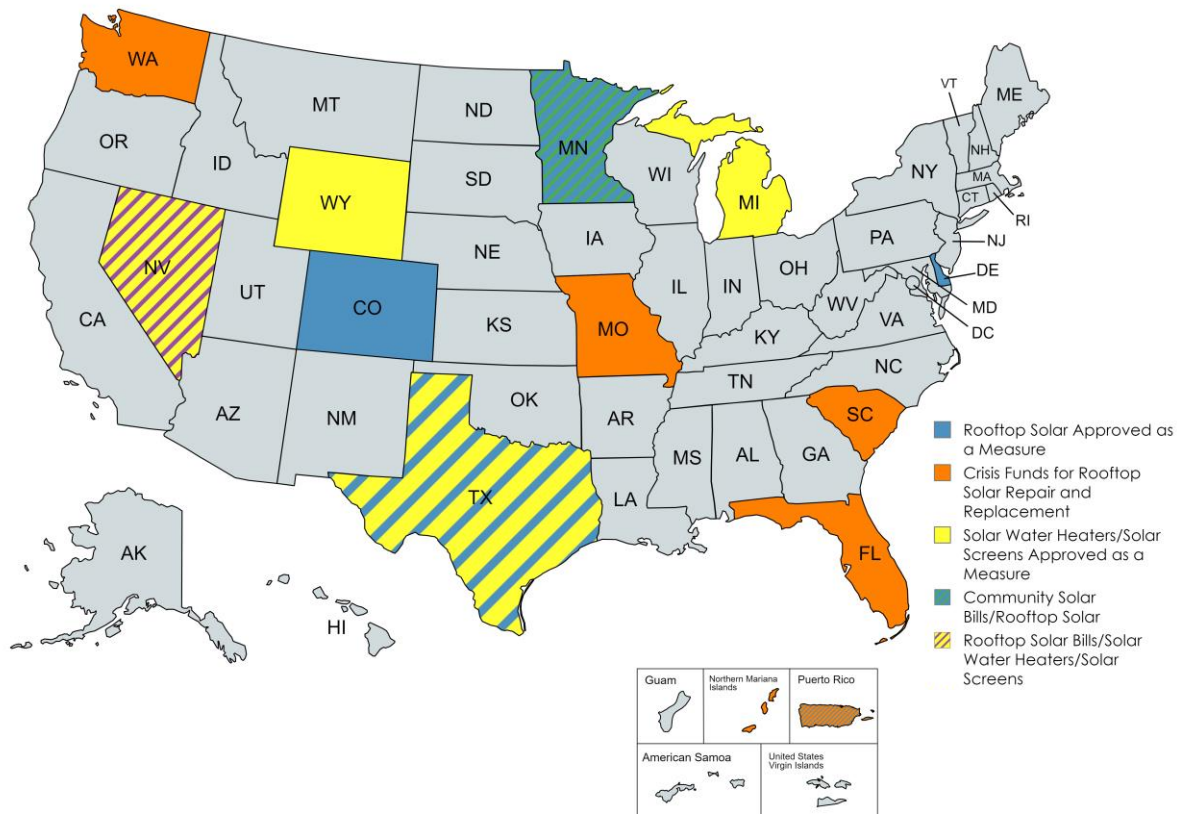 WA
MT
ND
MN
VT
ME
OR
ID
SD
WI
NH
NY
MA
WY
MI
CT
RI
IA
PA
NJ
NE
NV
OH
DE
UT
IL
IN
CA
CO
WV
MD
KS
MO
VA
DC
KY
NC
TN
OK
AZ
NM
AR
SC
MS
AL
GA
TX
LA
AK
FL
HI
Rooftop Solar Approved as
a Measure
Crisis Funds for Rooftop
Solar Repair and
Replacement
Solar Water Heaters/Solar
Screens Approved as a
Measure
Community Solar
Bills/Rooftop Solar
Rooftop Solar Bills/Solar
Water Heaters/Solar
Screens
Guam
Northern Mariana
Islands
Puerto Rico
American Samoa
United States
Virgin Islands